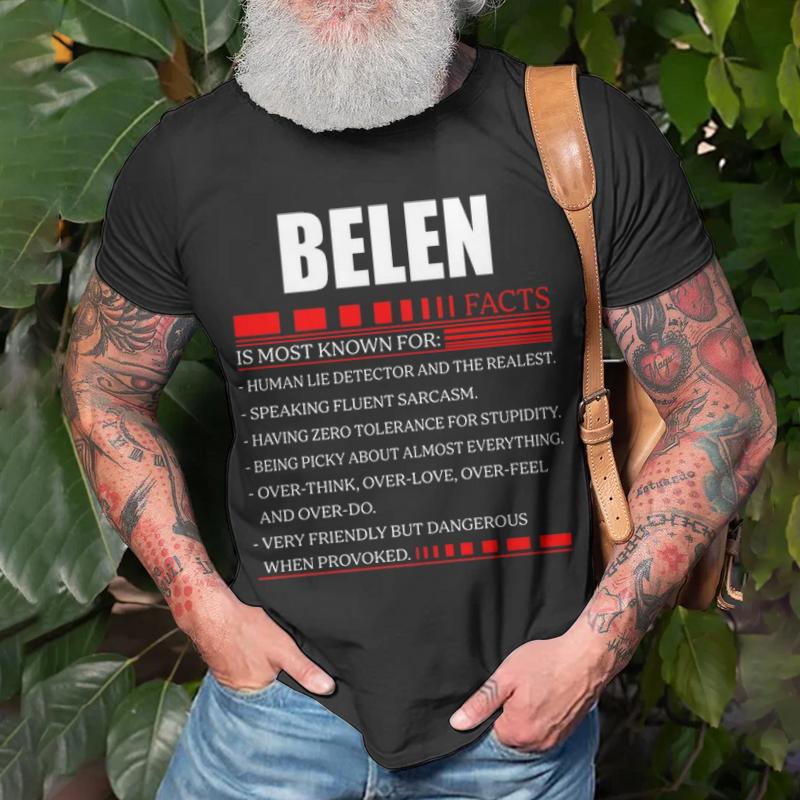 BELEN
FACTS
IS MOST KNOWN FOR:
- HUMAN LIE DETECTOR AND THE REALEST.
- SPEAKING FLUENT SARCASM.
- HAVING ZERO TOLERANCE FOR STUPIDITY.
- BEING PICKY ABOUT ALMOST EVERYTHING.
- OVER-THINK, OVER-LOVE, OVER-FEEL
AND OVER-DO.
- VERY FRIENDLY BUT DANGEROUS
WHEN PROVOKED.
Estuardo